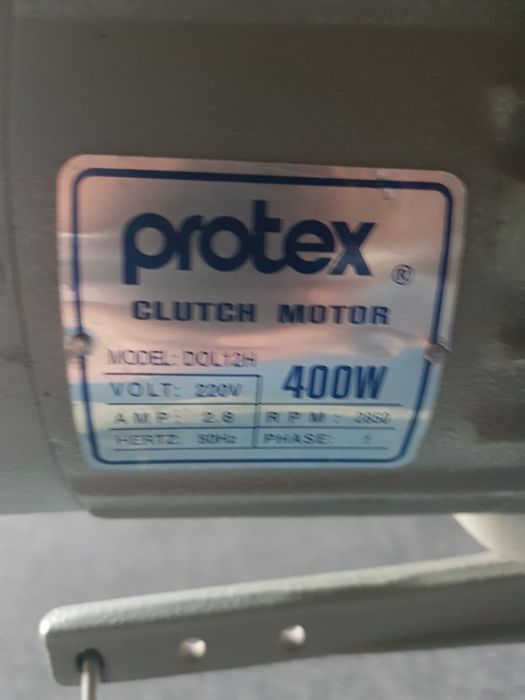 protex ®
CLUTCH MOTOR
MODEL: DOL12H
VOLT: 220V
400W
AMP: 2.8 RPM: 2850
HERTZ: 50Hz PHASE: 1